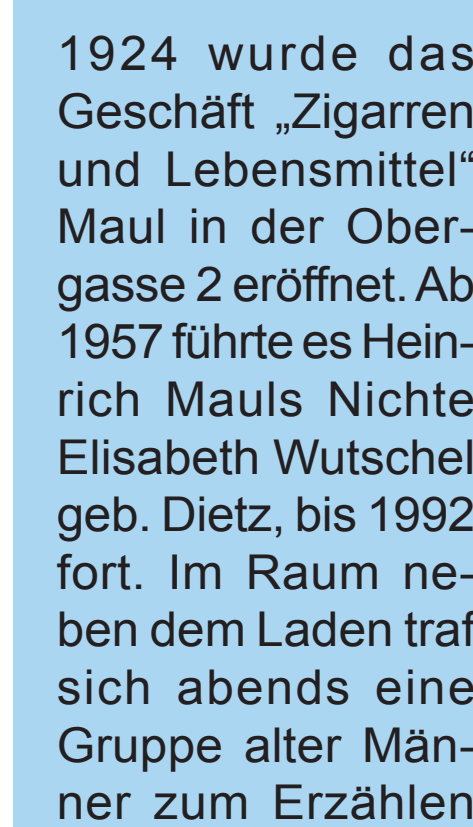 1924 wurde das
Geschäft „Zigarren
und Lebensmittel“
Maul in der Ober-
gasse 2 eröffnet. Ab
1957 führte es Hein-
rich Mauls Nichte
Elisabeth Wutschel
geb. Dietz, bis 1992
fort. Im Raum ne-
ben dem Laden traf
sich abends eine
Gruppe alter Män-
ner zum Erzählen